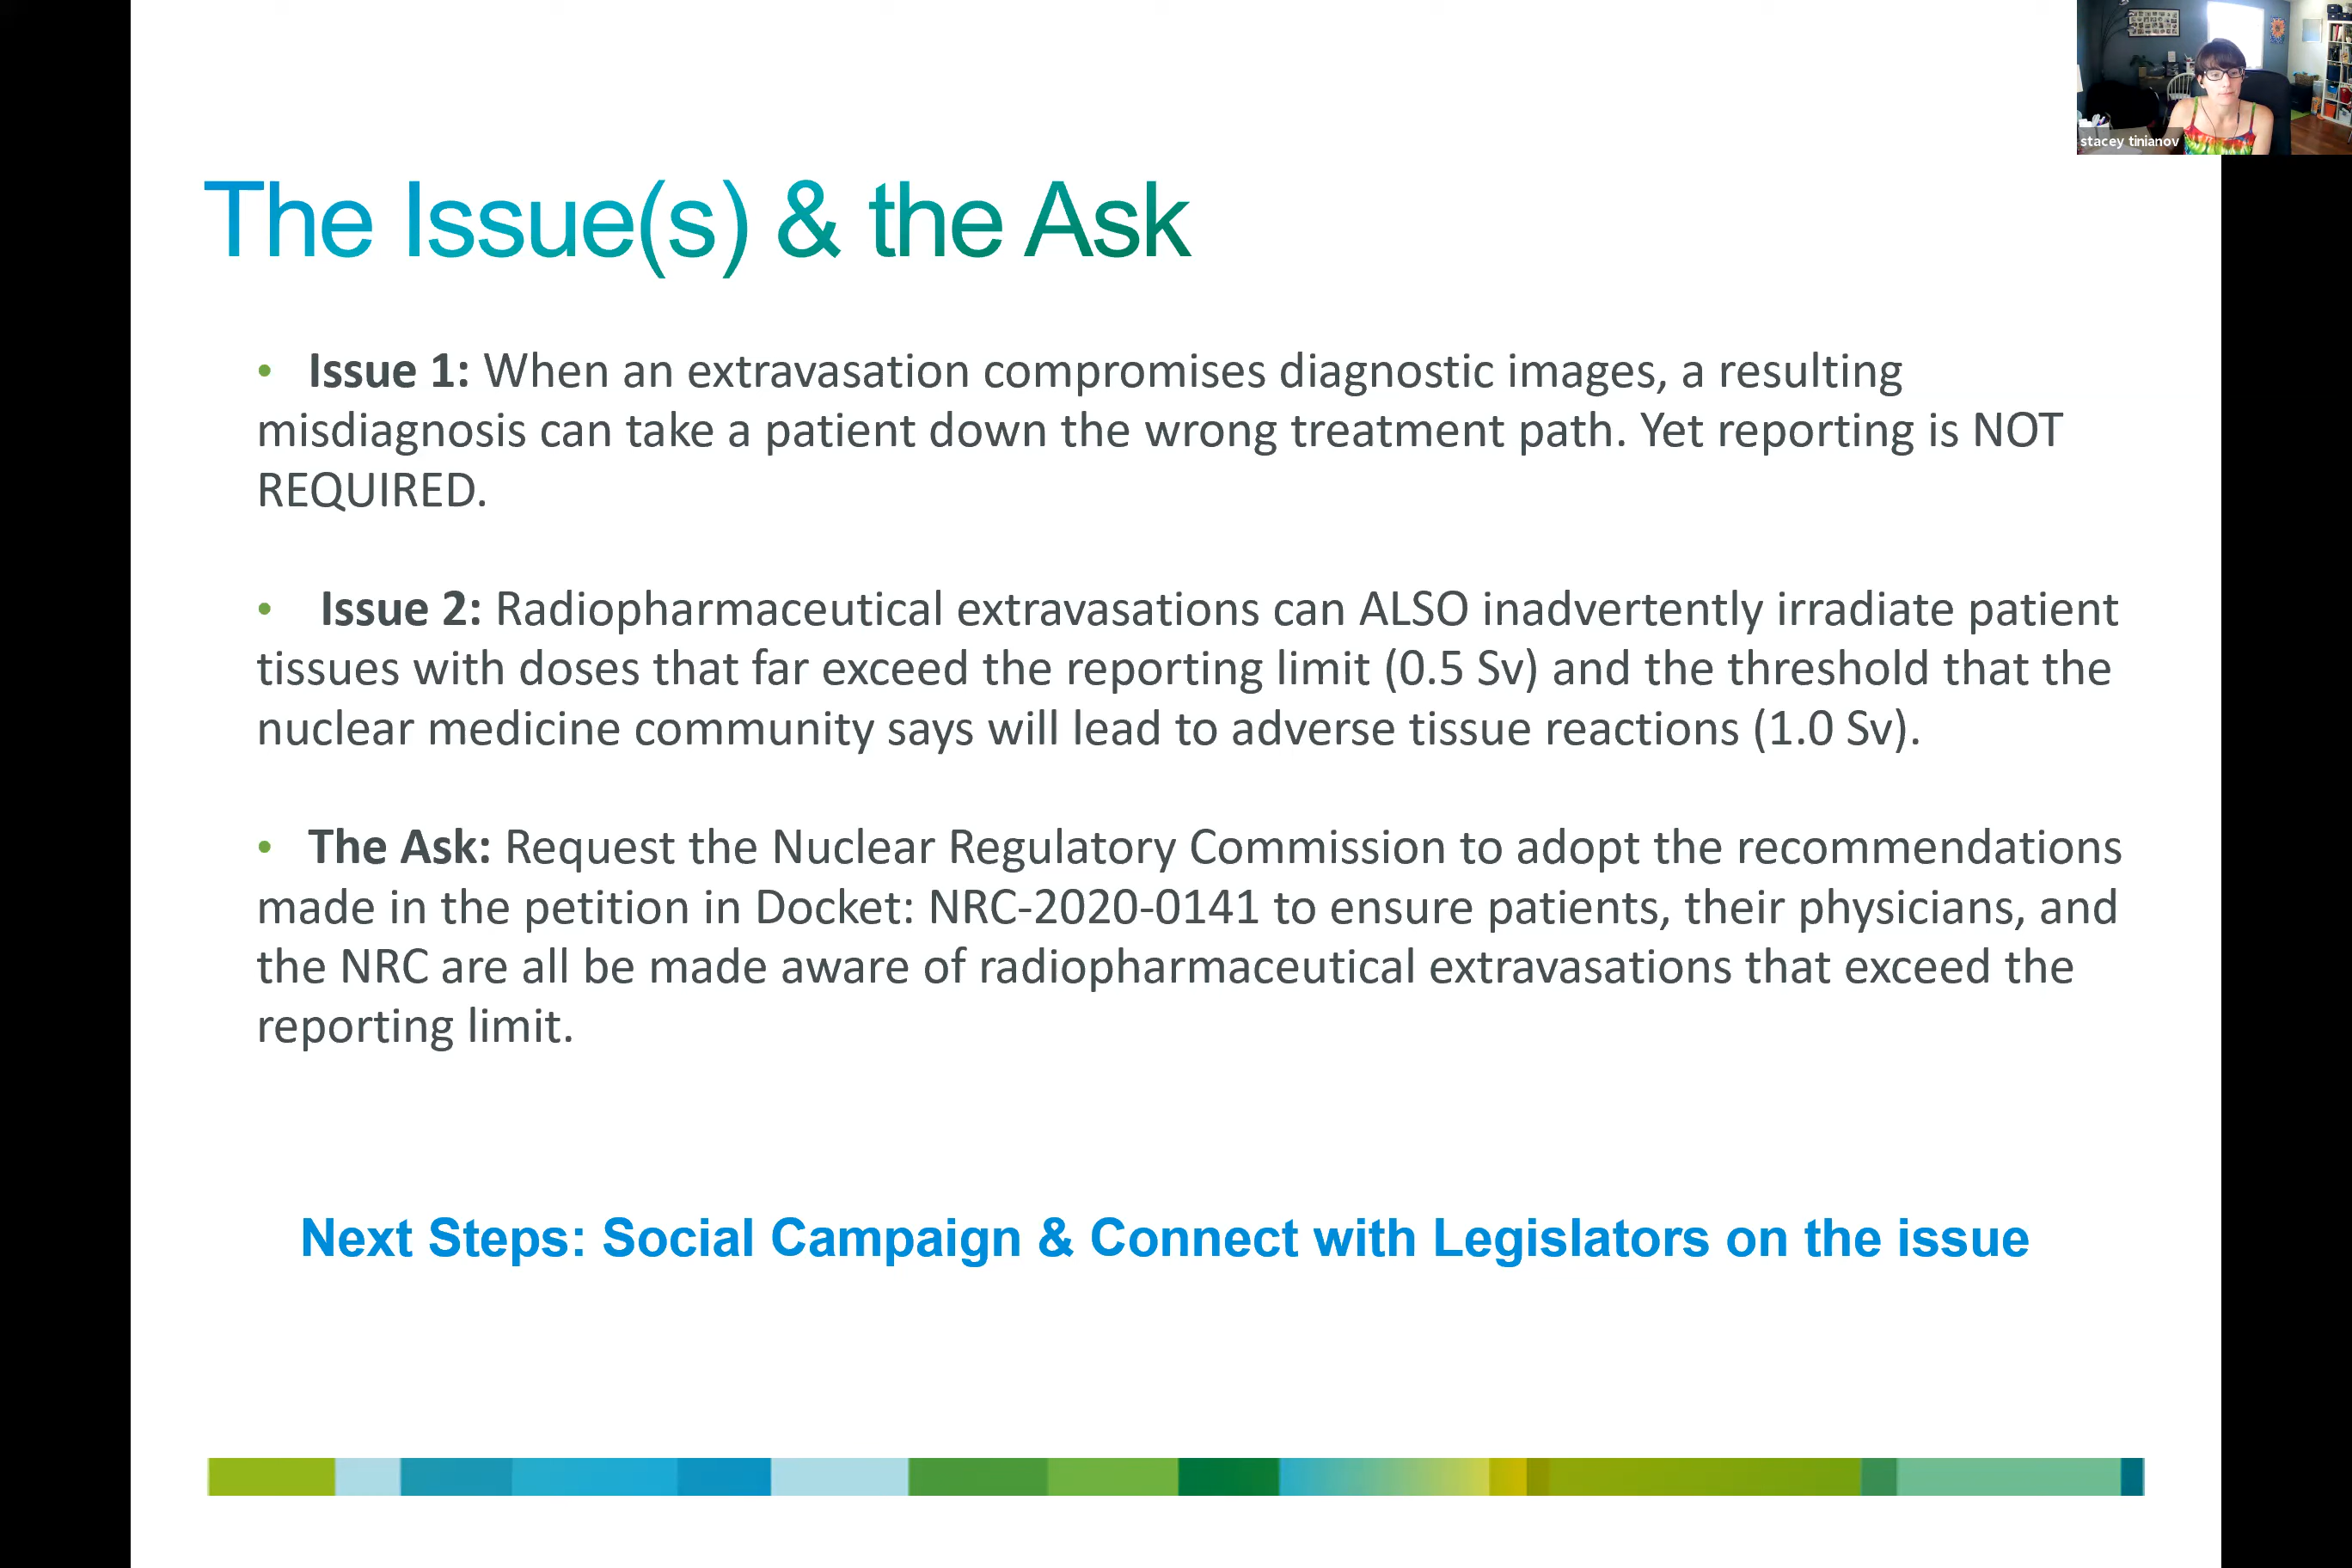 stacey tinianov
The Issue(s) & the Ask
• Issue 1: When an extravasation compromises diagnostic images, a resulting
misdiagnosis can take a patient down the wrong treatment path. Yet reporting is NOT
REQUIRED.
• Issue 2: Radiopharmaceutical extravasations can ALSO inadvertently irradiate patient
tissues with doses that far exceed the reporting limit (0.5 Sv) and the threshold that the
nuclear medicine community says will lead to adverse tissue reactions (1.0 Sv).
• The Ask: Request the Nuclear Regulatory Commission to adopt the recommendations
made in the petition in Docket: NRC-2020-0141 to ensure patients, their physicians, and
the NRC are all be made aware of radiopharmaceutical extravasations that exceed the
reporting limit.
Next Steps: Social Campaign & Connect with Legislators on the issue